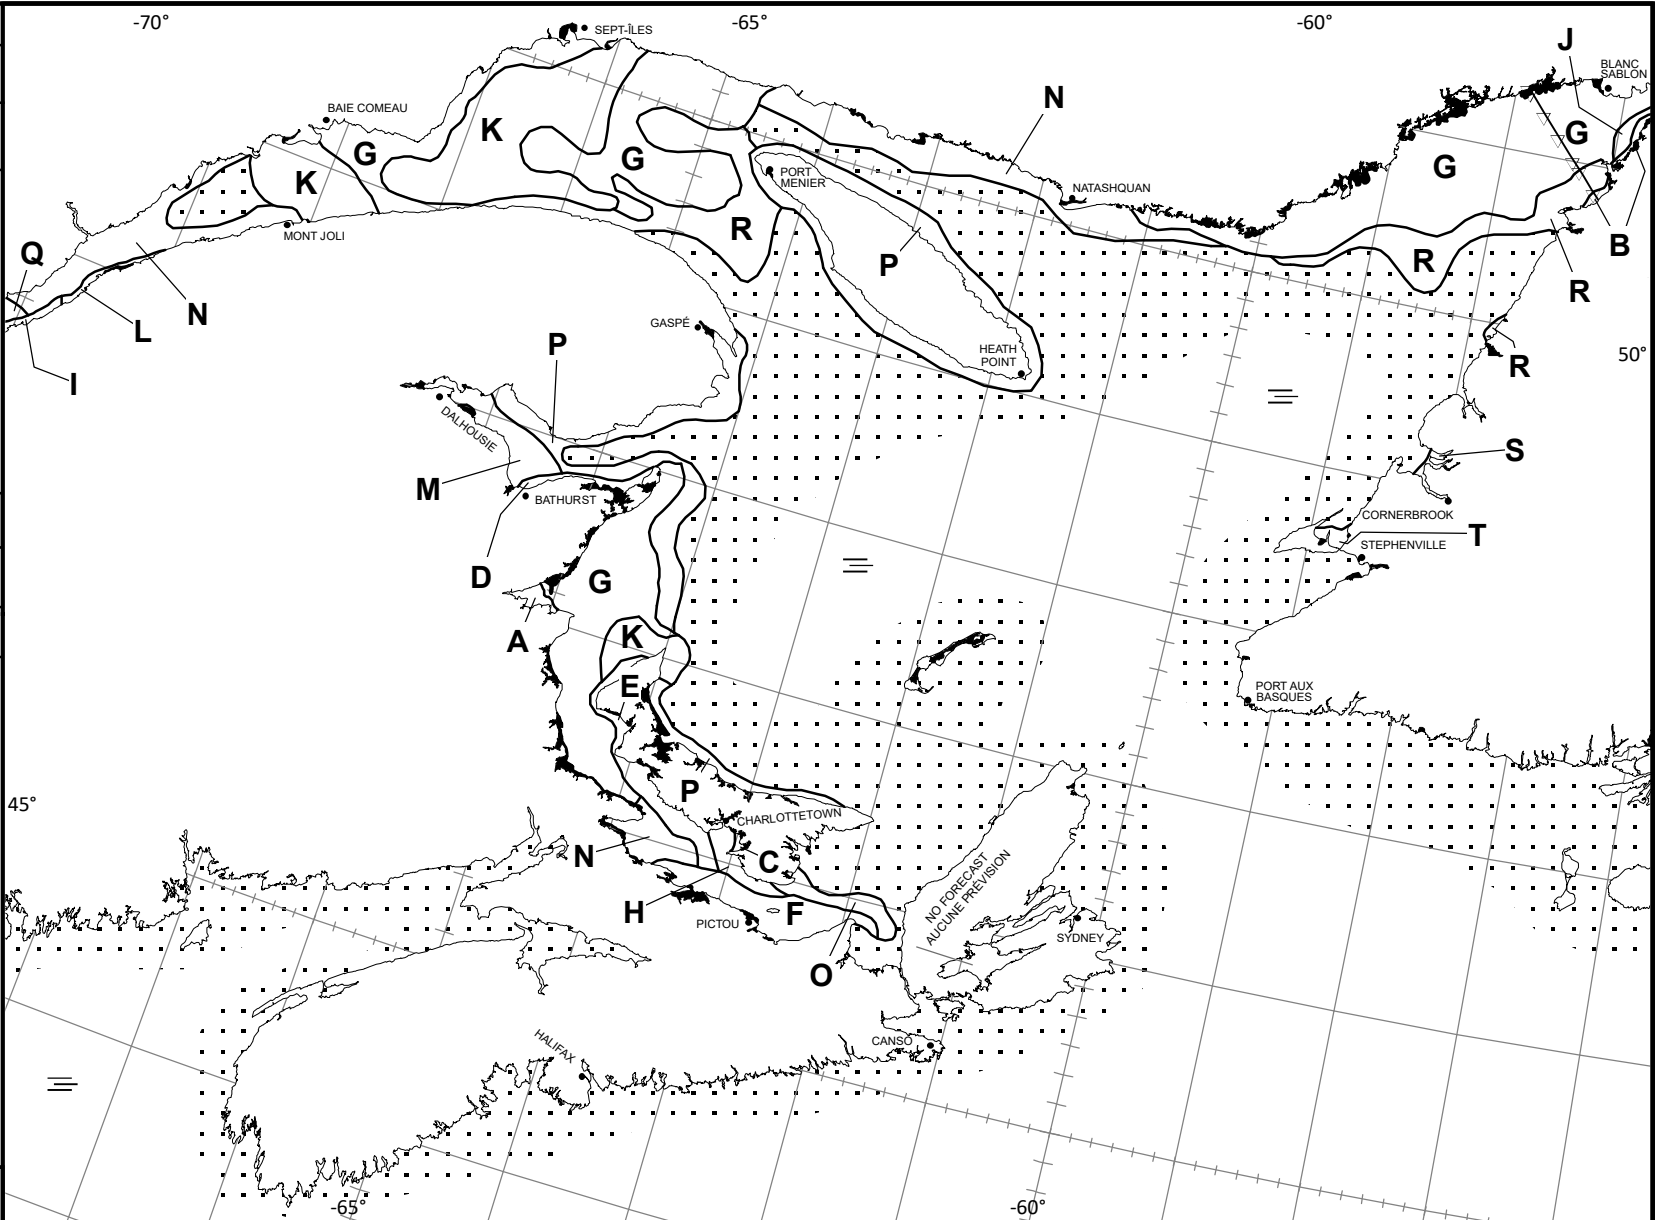 -70°
-65°
-60°
J
SEPT-ÎLES
BLANC
SABLON
N
BAIE COMEAU
K
G
G
G
G
K
PORT
MENIER
NATASHQUAN
MONT JOLI
R
B
Q
P
R
R
N
L
GASPÉ
P
HEATH
POINT
50°
R
I
DALHOUSIE
S
M
BATHURST
CORNERBROOK
T
STEPHENVILLE
D
G
A
K
E
PORT AUX
BASQUES
P
45°
CHARLOTTETOWN
N
C
NO FORECAST
AUCUNE PRÉVISION
H
F
PICTOU
SYDNEY
O
CANSO
HALIFAX
-65°
-60°